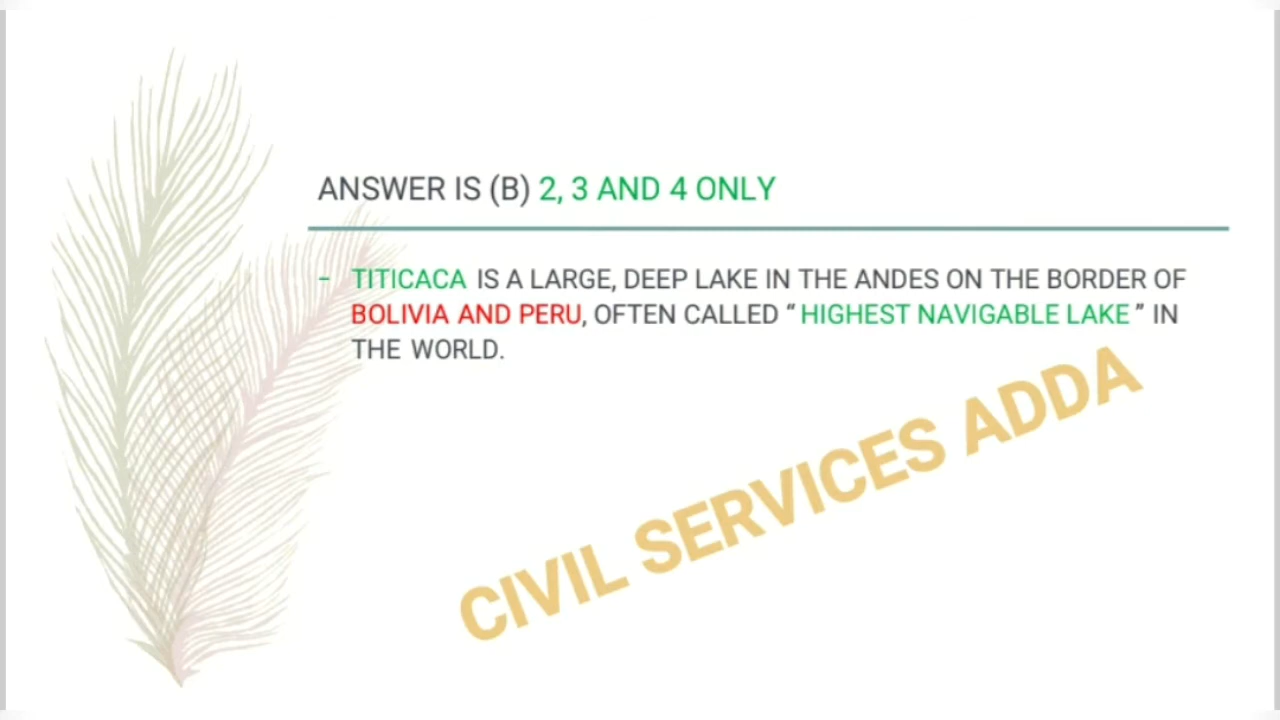 ANSWER IS (B) 2, 3 AND 4 ONLY
– TITICACA IS A LARGE, DEEP LAKE IN THE ANDES ON THE BORDER OF
BOLIVIA AND PERU, OFTEN CALLED “HIGHEST NAVIGABLE LAKE” IN
THE WORLD.
CIVIL SERVICES ADDA